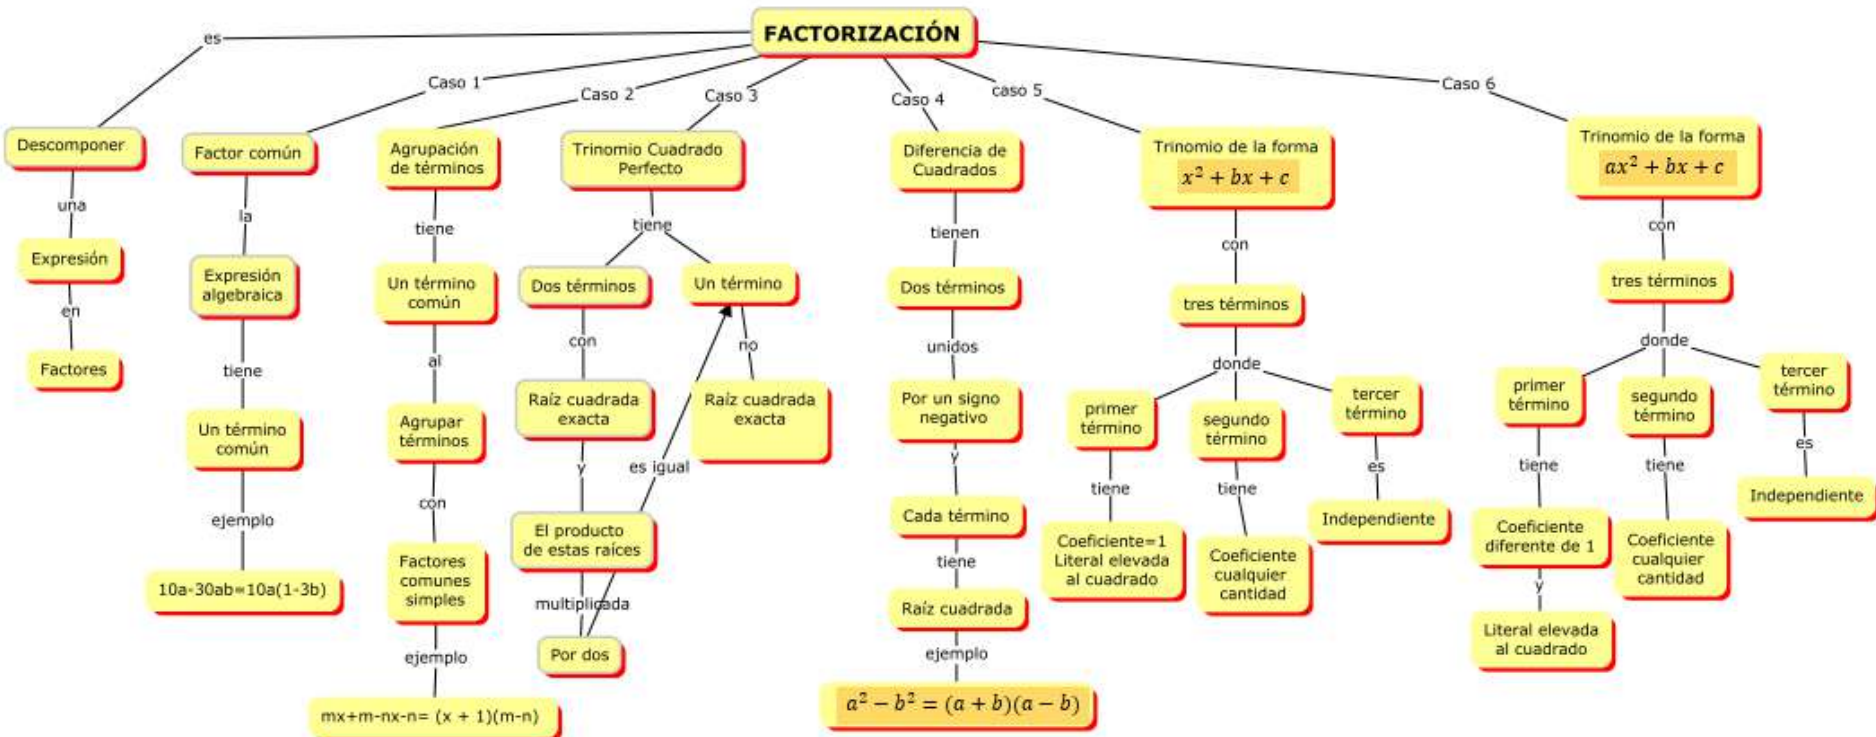 FACTORIZACIÓN
es
Descomponer
una
Expresión
en
Factores
Caso 1
Factor común
la
Expresión
algebraica
tiene
Un término
común
ejemplo
10a-30ab=10a(1-3b)
Caso 2
Agrupación
de términos
tiene
Un término
común
al
Agrupar
términos
con
Factores
comunes
simples
ejemplo
mx+m-nx-n= (x + 1)(m-n)
Caso 3
Trinomio Cuadrado
Perfecto
tiene
Dos términos
con
Raíz cuadrada
exacta
y
El producto
de estas raíces
multiplicada
Por dos
es igual
Un término
no
Raíz cuadrada
exacta
Caso 4
Diferencia de
Cuadrados
tienen
Dos términos
unidos
Por un signo
negativo
y
Cada término
tiene
Raíz cuadrada
ejemplo
a² − b² = (a + b)(a − b)
caso 5
Trinomio de la forma
x² + bx + c
con
tres términos
donde
primer
término
tiene
Coeficiente=1
Literal elevada
al cuadrado
segundo
término
tiene
Coeficiente
cualquier
cantidad
tercer
término
es
Independiente
Caso 6
Trinomio de la forma
ax² + bx + c
con
tres términos
donde
primer
término
tiene
Coeficiente
diferente de 1
y
Literal elevada
al cuadrado
segundo
término
tiene
Coeficiente
cualquier
cantidad
tercer
término
es
Independiente